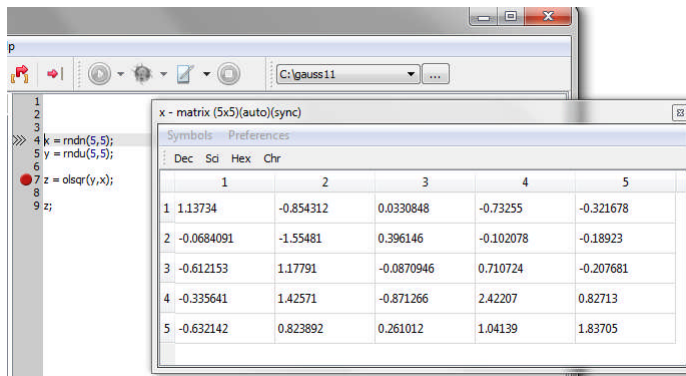 p
C:\gauss11 ...
1
2
3
4 x = rndn(5,5);
5 y = rndu(5,5);
6
7 z = olsqr(y,x);
8
9 z;
x - matrix (5x5)(auto)(sync)
Symbols Preferences
Dec Sci Hex Chr
1 2 3 4 5
1 1.13734 -0.854312 0.0330848 -0.73255 -0.321678
2 -0.0684091 -1.55481 0.396146 -0.102078 -0.18923
3 -0.612153 1.17791 -0.0870946 0.710724 -0.207681
4 -0.335641 1.42571 -0.871266 2.42207 0.82713
5 -0.632142 0.823892 0.261012 1.04139 1.83705